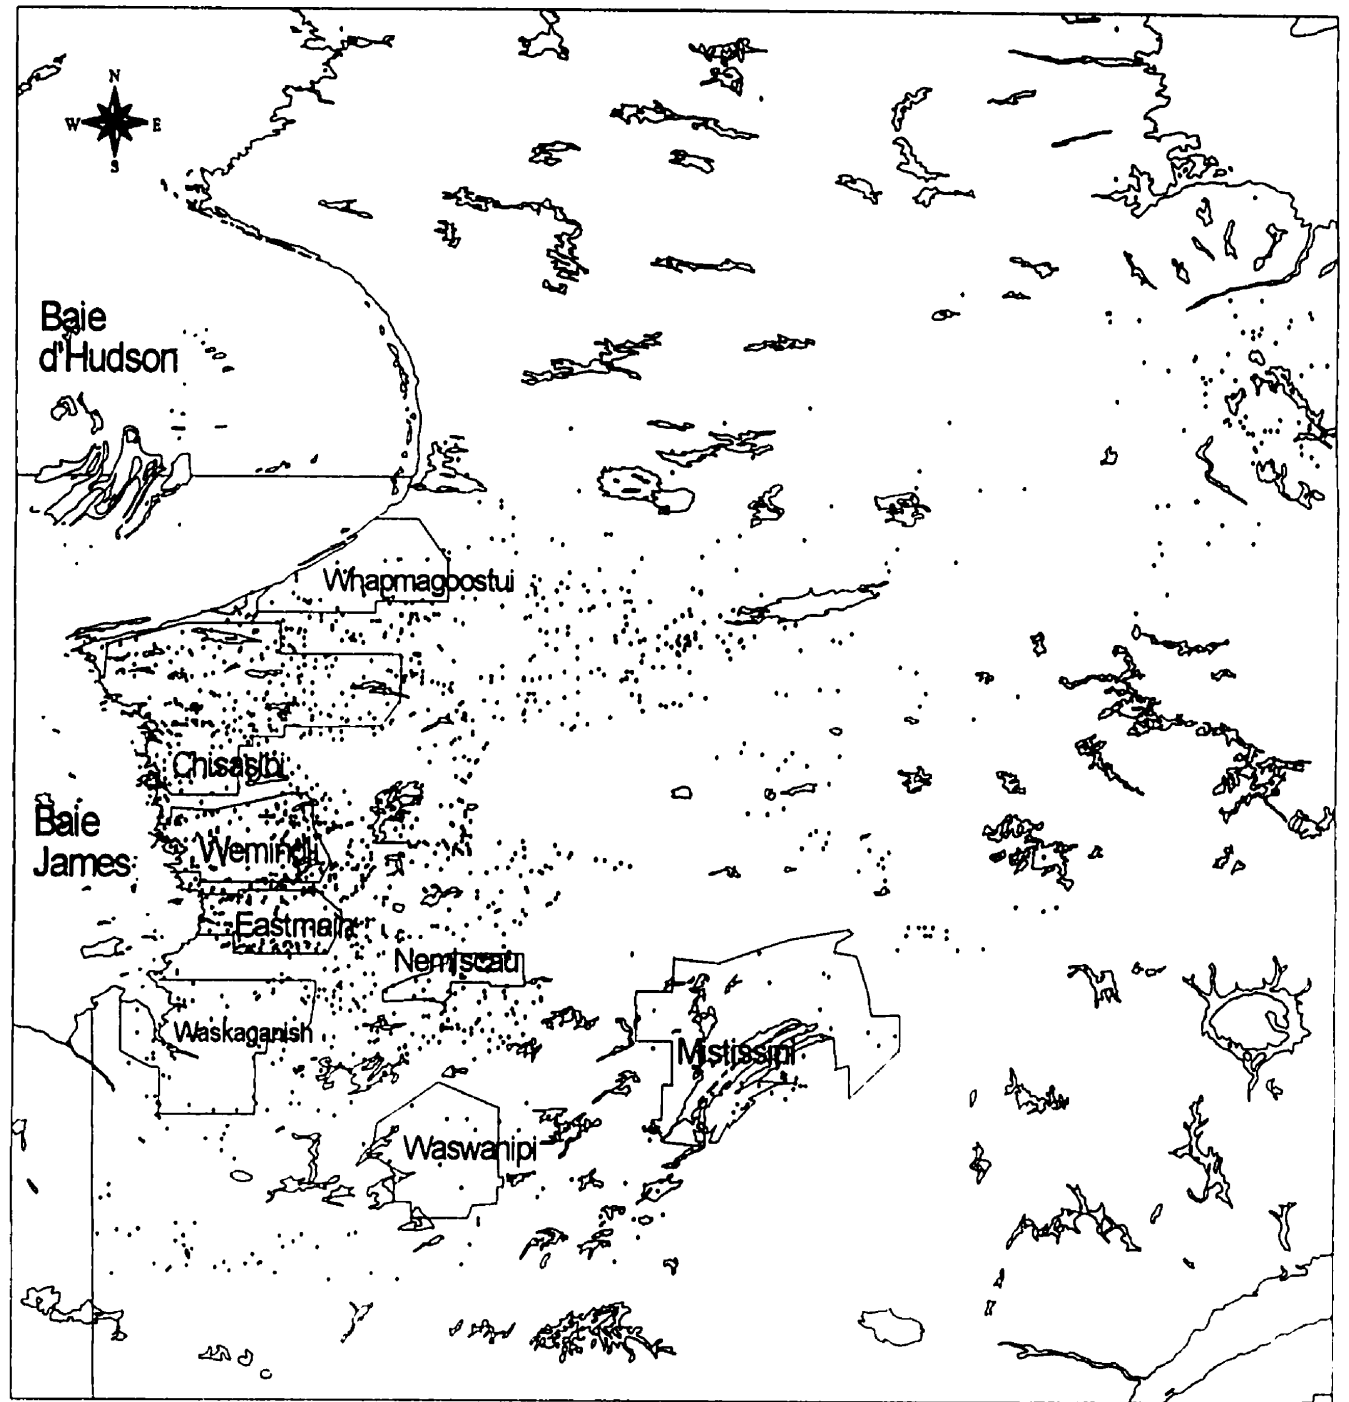 N
W E
S
Baie
d'Hudson
Whapmagoostui
Chisasibi
Baie
James
Wemindji
Eastmain
Nemiscau
Waskaganish
Mistissini
Waswanipi